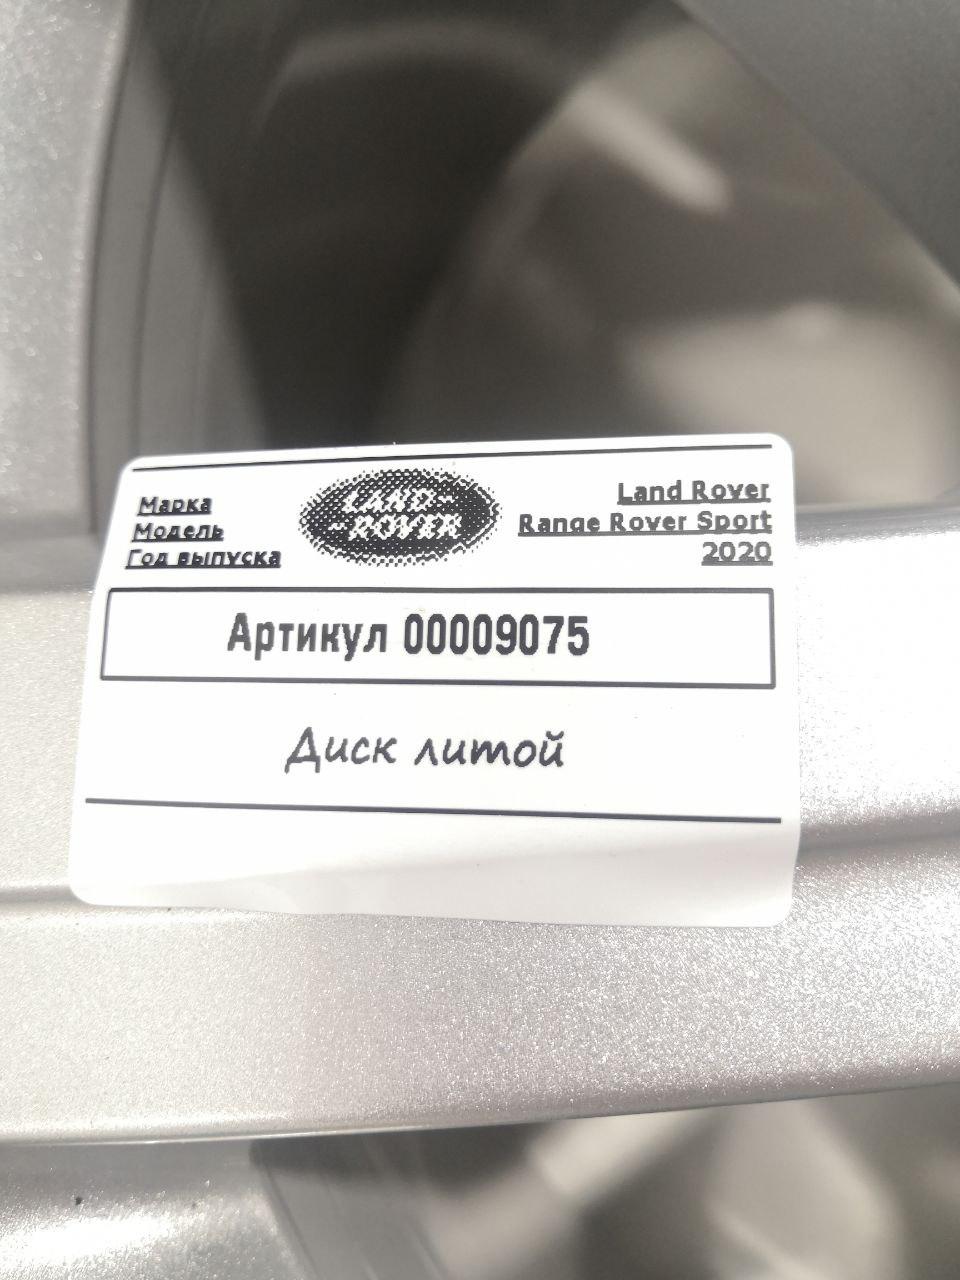 Марка
Модель
Год выпуска
LAND-
-ROVER
Land Rover
Range Rover Sport
2020
Артикул 00009075
Диск литой